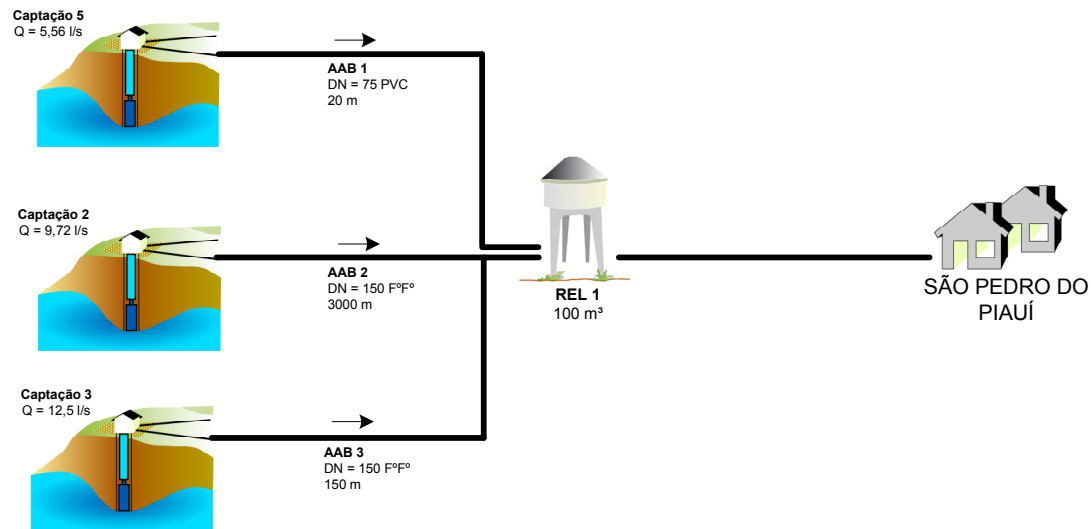 Captação 5
Q = 5,56 l/s
AAB 1
DN = 75 PVC
20 m
Captação 2
Q = 9,72 l/s
AAB 2
DN = 150 FºFº
3000 m
REL 1
100 m³
SÃO PEDRO DO
PIAUÍ
Captação 3
Q = 12,5 l/s
AAB 3
DN = 150 FºFº
150 m